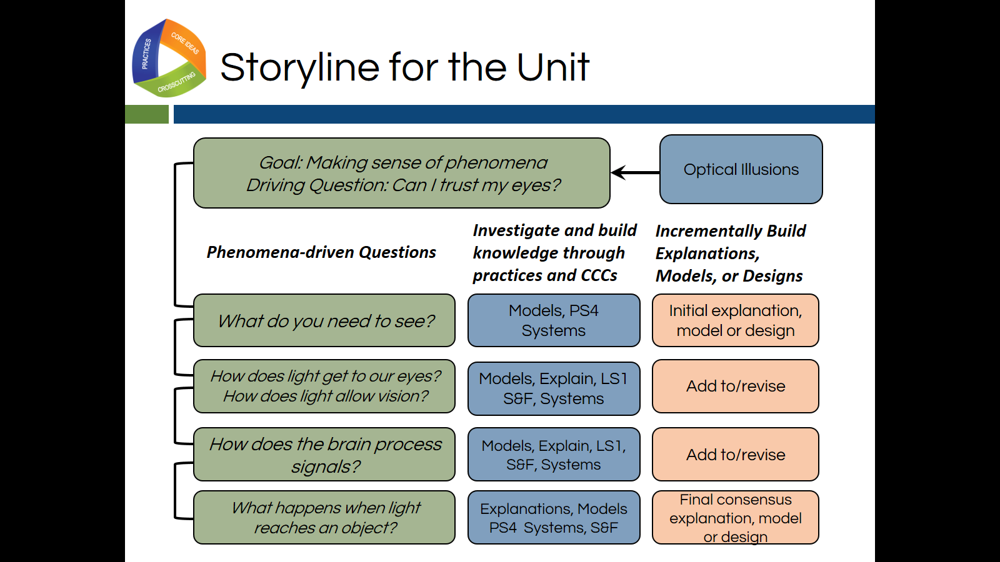 PRACTICES
CORE IDEAS
CROSSCUTTING
Storyline for the Unit
Goal: Making sense of phenomena
Driving Question: Can I trust my eyes?
Optical Illusions
Phenomena-driven Questions
Investigate and build
knowledge through
practices and CCCs
Incrementally Build
Explanations,
Models, or Designs
What do you need to see?
Models, PS4
Systems
Initial explanation,
model or design
How does light get to our eyes?
How does light allow vision?
Models, Explain, LS1
S&F, Systems
Add to/revise
How does the brain process
signals?
Models, Explain, LS1,
S&F, Systems
Add to/revise
What happens when light
reaches an object?
Explanations, Models
PS4 Systems, S&F
Final consensus
explanation, model
or design